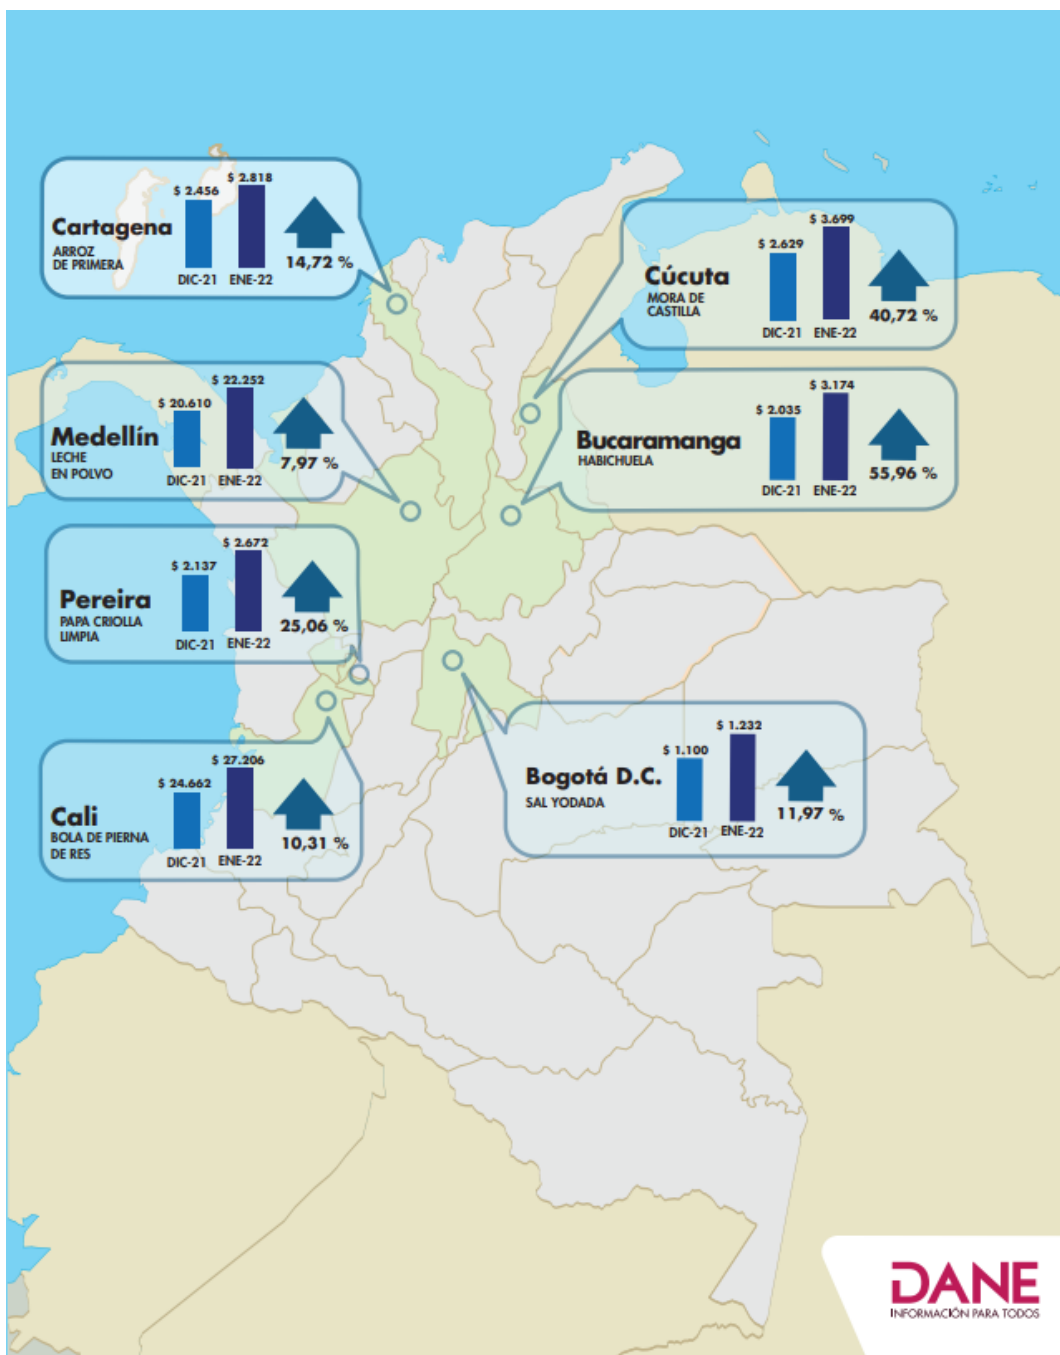 Cartagena
ARROZ
DE PRIMERA
$ 2.456
$ 2.818
DIC-21
ENE-22
14,72 %
Cúcuta
MORA DE
CASTILLA
$ 2.629
$ 3.699
DIC-21
ENE-22
40,72 %
Medellín
LECHE
EN POLVO
$ 20.610
$ 22.252
DIC-21
ENE-22
7,97 %
Bucaramanga
HABICHUELA
$ 2.035
$ 3.174
DIC-21
ENE-22
55,96 %
Pereira
PAPA CRIOLLA
LIMPIA
$ 2.137
$ 2.672
DIC-21
ENE-22
25,06 %
Bogotá D.C.
SAL YODADA
$ 1.100
$ 1.232
DIC-21
ENE-22
11,97 %
Cali
BOLA DE PIERNA
DE RES
$ 24.662
$ 27.206
DIC-21
ENE-22
10,31 %
DANE
INFORMACIÓN PARA TODOS